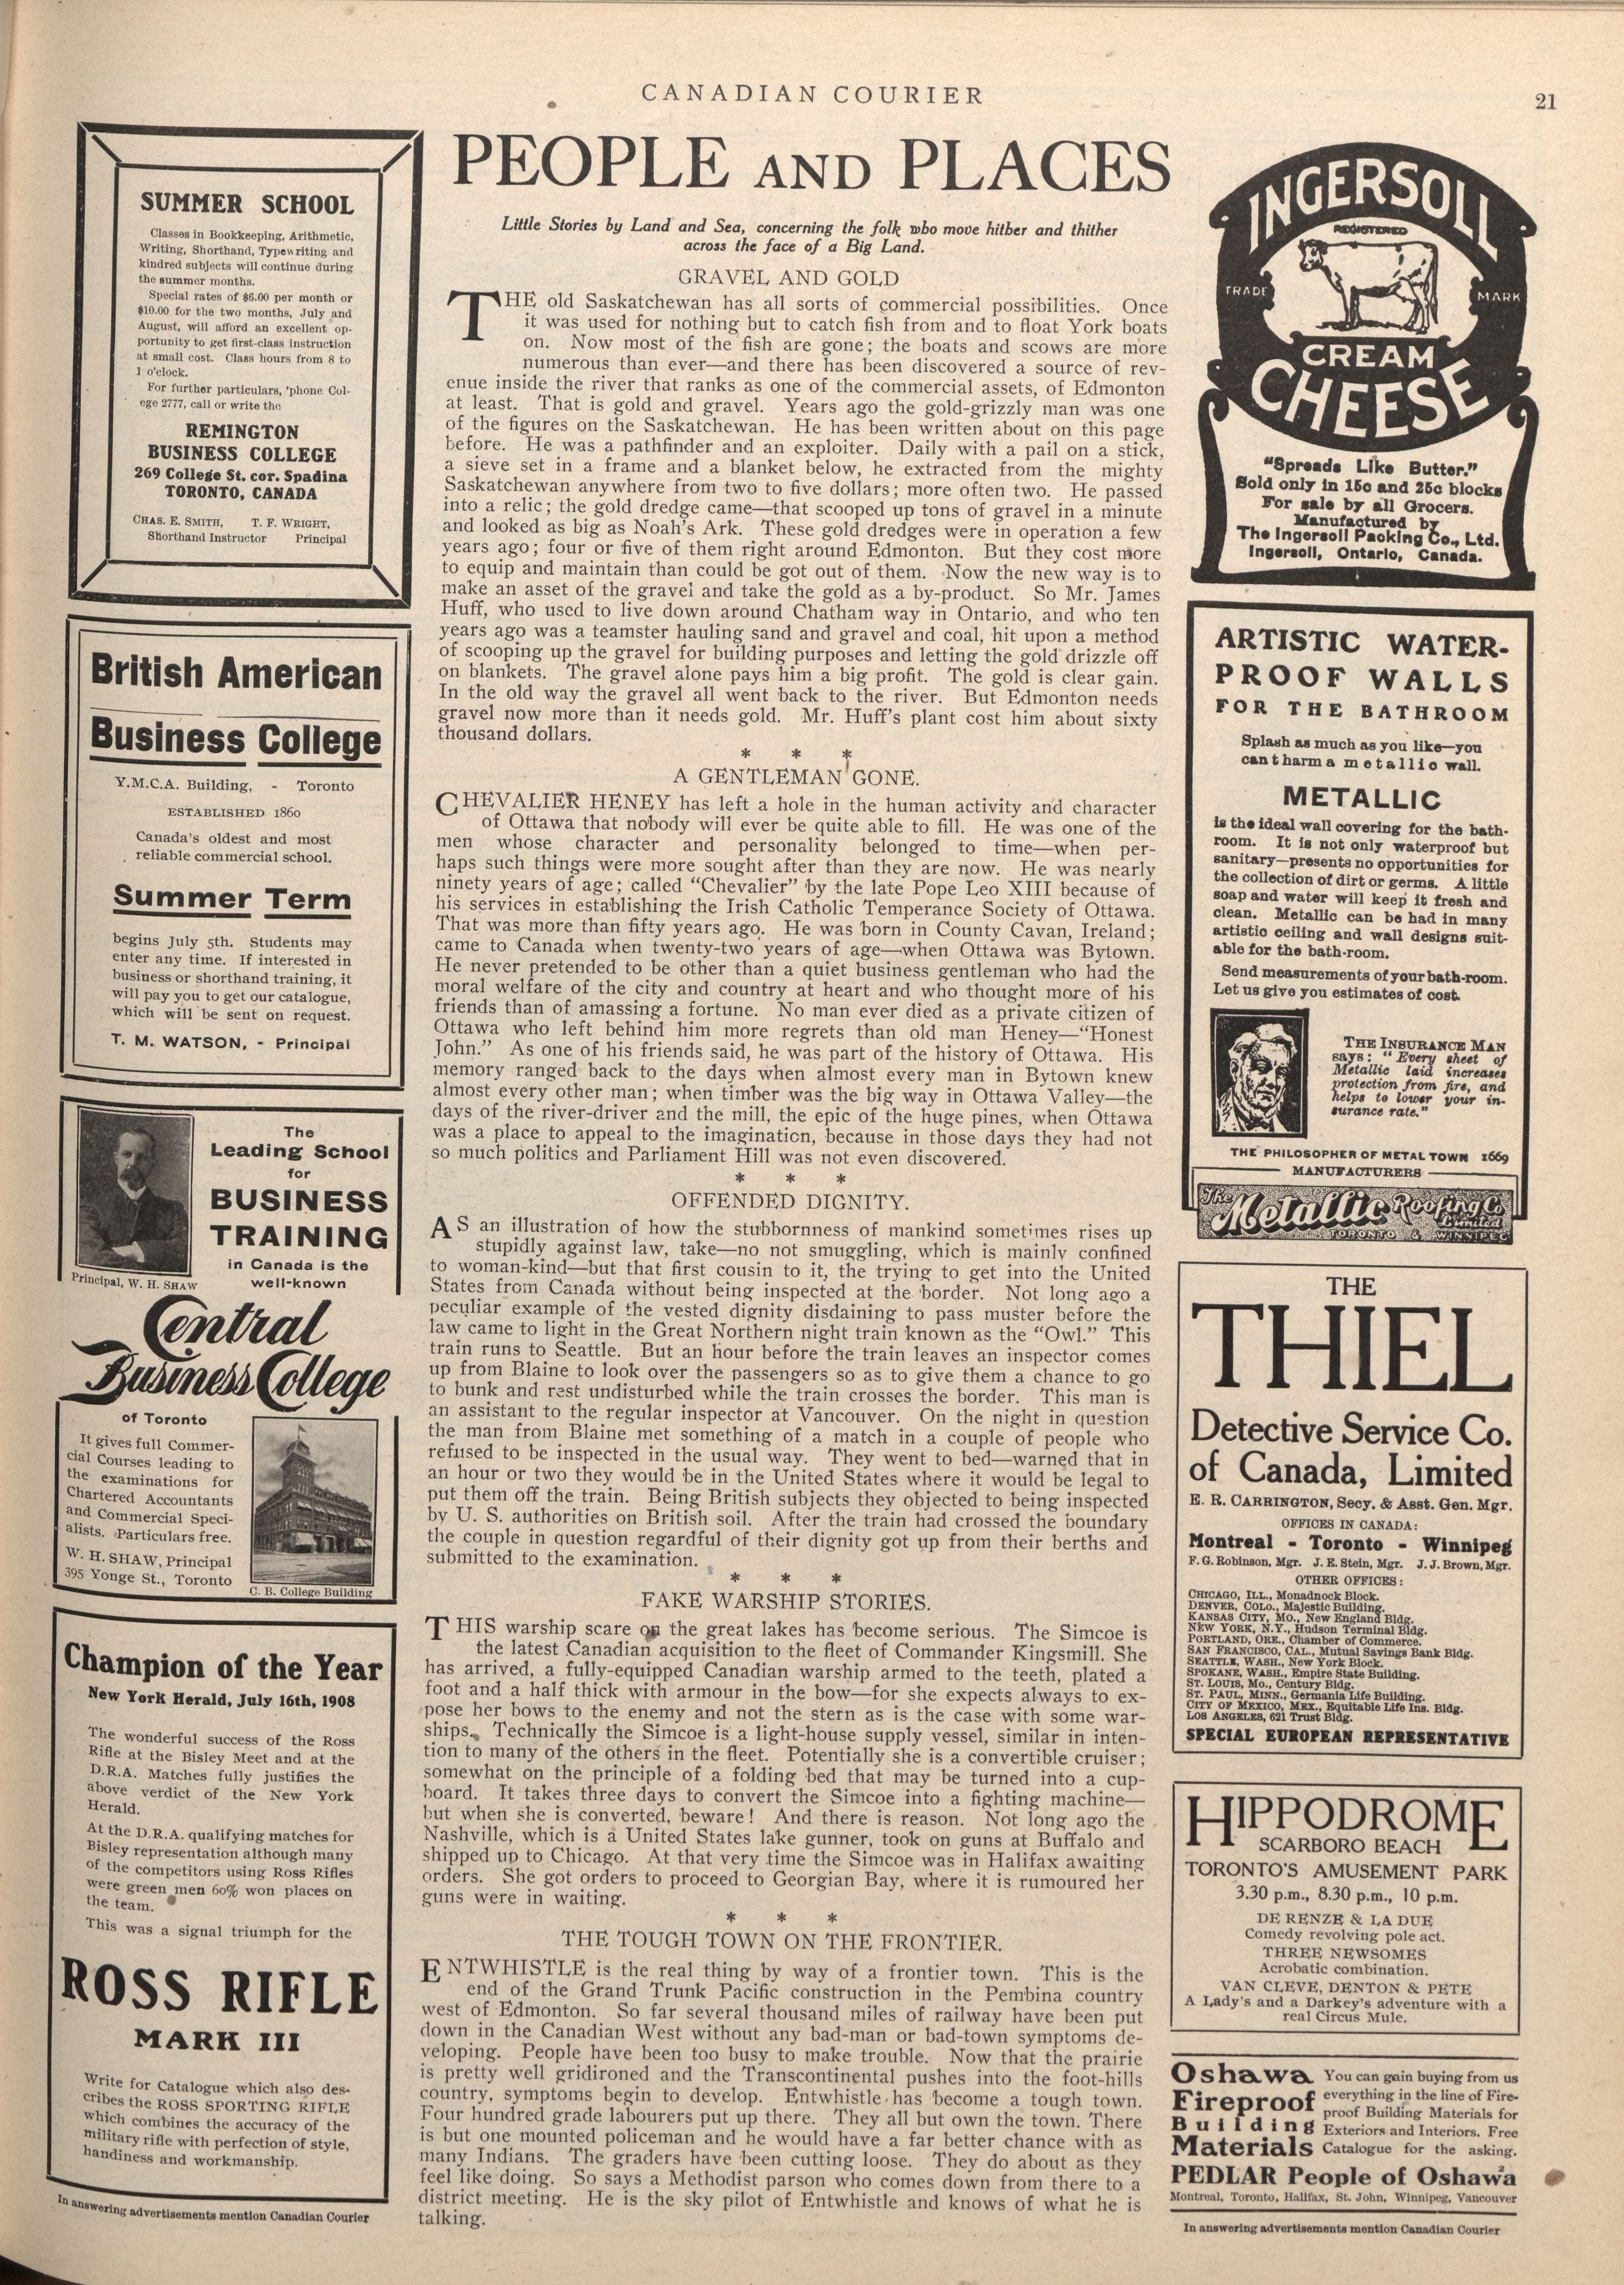 CANADIAN COURIER
21
SUMMER SCHOOL
Classes in Bookkeeping, Arithmetic,
Writing, Shorthand, Typewriting and
kindred subjects will continue during
the summer months.
Special rates of $6.00 per month or
$10.00 for the two months, July and
August, will afford an excellent op-
portunity to get first-class instruction
at small cost. Class hours from 8 to
1 o'clock.
For further particulars, 'phone Col-
ege 2777, call or write the
REMINGTON
BUSINESS COLLEGE
269 College St. cor. Spadina
TORONTO, CANADA
CHAS. E. SMITH, T. F. WRIGHT,
Shorthand Instructor Principal
British American
Business College
Y.M.C.A. Building, - Toronto
ESTABLISHED 1860
Canada's oldest and most
reliable commercial school.
Summer Term
begins July 5th. Students may
enter any time. If interested in
business or shorthand training, it
will pay you to get our catalogue,
which will be sent on request.
T. M. WATSON, - Principal
The
Leading School
for
BUSINESS
TRAINING
in Canada is the
well-known
Principal, W. H. SHAW
Central
Business College
of Toronto
It gives full Commer-
cial Courses leading to
the examinations for
Chartered Accountants
and Commercial Speci-
alists. Particulars free.
W. H. SHAW, Principal
395 Yonge St., Toronto
C. B. College Building
Champion of the Year
New York Herald, July 16th, 1908
The wonderful success of the Ross
Rifle at the Bisley Meet and at the
D.R.A. Matches fully justifies the
above verdict of the New York
Herald.
At the D.R.A. qualifying matches for
Bisley representation although many
of the competitors using Ross Rifles
were green men 60% won places on
the team.
This was a signal triumph for the
ROSS RIFLE
MARK III
Write for Catalogue which also des-
cribes the ROSS SPORTING RIFLE
which combines the accuracy of the
military rifle with perfection of style,
handiness and workmanship.
In answering advertisements mention Canadian Courier
PEOPLE AND PLACES
Little Stories by Land and Sea, concerning the folk who move hither and thither
across the face of a Big Land.
GRAVEL AND GOLD
THE old Saskatchewan has all sorts of commercial possibilities. Once
it was used for nothing but to catch fish from and to float York boats
on. Now most of the fish are gone; the boats and scows are more
numerous than ever—and there has been discovered a source of rev-
enue inside the river that ranks as one of the commercial assets, of Edmonton
at least. That is gold and gravel. Years ago the gold-grizzly man was one
of the figures on the Saskatchewan. He has been written about on this page
before. He was a pathfinder and an exploiter. Daily with a pail on a stick,
a sieve set in a frame and a blanket below, he extracted from the mighty
Saskatchewan anywhere from two to five dollars; more often two. He passed
into a relic; the gold dredge came—that scooped up tons of gravel in a minute
and looked as big as Noah's Ark. These gold dredges were in operation a few
years ago; four or five of them right around Edmonton. But they cost more
to equip and maintain than could be got out of them. Now the new way is to
make an asset of the gravel and take the gold as a by-product. So Mr. James
Huff, who used to live down around Chatham way in Ontario, and who ten
years ago was a teamster hauling sand and gravel and coal, hit upon a method
of scooping up the gravel for building purposes and letting the gold drizzle off
on blankets. The gravel alone pays him a big profit. The gold is clear gain.
In the old way the gravel all went back to the river. But Edmonton needs
gravel now more than it needs gold. Mr. Huff's plant cost him about sixty
thousand dollars.
* * *
A GENTLEMAN GONE.
CHEVALIER HENEY has left a hole in the human activity and character
of Ottawa that nobody will ever be quite able to fill. He was one of the
men whose character and personality belonged to time—when per-
haps such things were more sought after than they are now. He was nearly
ninety years of age; called "Chevalier" by the late Pope Leo XIII because of
his services in establishing the Irish Catholic Temperance Society of Ottawa.
That was more than fifty years ago. He was born in County Cavan, Ireland;
came to Canada when twenty-two years of age—when Ottawa was Bytown.
He never pretended to be other than a quiet business gentleman who had the
moral welfare of the city and country at heart and who thought more of his
friends than of amassing a fortune. No man ever died as a private citizen of
Ottawa who left behind him more regrets than old man Heney—"Honest
John." As one of his friends said, he was part of the history of Ottawa. His
memory ranged back to the days when almost every man in Bytown knew
almost every other man; when timber was the big way in Ottawa Valley—the
days of the river-driver and the mill, the epic of the huge pines, when Ottawa
was a place to appeal to the imagination, because in those days they had not
so much politics and Parliament Hill was not even discovered.
* * *
OFFENDED DIGNITY.
AS an illustration of how the stubbornness of mankind sometimes rises up
stupidly against law, take—no not smuggling, which is mainly confined
to woman-kind—but that first cousin to it, the trying to get into the United
States from Canada without being inspected at the border. Not long ago a
peculiar example of the vested dignity disdaining to pass muster before the
law came to light in the Great Northern night train known as the "Owl." This
train runs to Seattle. But an hour before the train leaves an inspector comes
up from Blaine to look over the passengers so as to give them a chance to go
to bunk and rest undisturbed while the train crosses the border. This man is
an assistant to the regular inspector at Vancouver. On the night in question
the man from Blaine met something of a match in a couple of people who
refused to be inspected in the usual way. They went to bed—warned that in
an hour or two they would be in the United States where it would be legal to
put them off the train. Being British subjects they objected to being inspected
by U. S. authorities on British soil. After the train had crossed the boundary
the couple in question regardful of their dignity got up from their berths and
submitted to the examination.
* * *
FAKE WARSHIP STORIES.
THIS warship scare on the great lakes has become serious. The Simcoe is
the latest Canadian acquisition to the fleet of Commander Kingsmill. She
has arrived, a fully-equipped Canadian warship armed to the teeth, plated a
foot and a half thick with armour in the bow—for she expects always to ex-
pose her bows to the enemy and not the stern as is the case with some war-
ships. Technically the Simcoe is a light-house supply vessel, similar in inten-
tion to many of the others in the fleet. Potentially she is a convertible cruiser;
somewhat on the principle of a folding bed that may be turned into a cup-
board. It takes three days to convert the Simcoe into a fighting machine—
but when she is converted, beware! And there is reason. Not long ago the
Nashville, which is a United States lake gunner, took on guns at Buffalo and
shipped up to Chicago. At that very time the Simcoe was in Halifax awaiting
orders. She got orders to proceed to Georgian Bay, where it is rumoured her
guns were in waiting.
* * *
THE TOUGH TOWN ON THE FRONTIER.
ENTWHISTLE is the real thing by way of a frontier town. This is the
end of the Grand Trunk Pacific construction in the Pembina country
west of Edmonton. So far several thousand miles of railway have been put
down in the Canadian West without any bad-man or bad-town symptoms de-
veloping. People have been too busy to make trouble. Now that the prairie
is pretty well gridironed and the Transcontinental pushes into the foot-hills
country, symptoms begin to develop. Entwhistle has become a tough town.
Four hundred grade labourers put up there. They all but own the town. There
is but one mounted policeman and he would have a far better chance with as
many Indians. The graders have been cutting loose. They do about as they
feel like doing. So says a Methodist parson who comes down from there to a
district meeting. He is the sky pilot of Entwhistle and knows of what he is
talking.
INGERSOLL
REGISTERED
TRADE MARK
CREAM
CHEESE
"Spreads Like Butter."
Sold only in 15c and 25c blocks
For sale by all Grocers.
Manufactured by
The Ingersoll Packing Co., Ltd.
Ingersoll, Ontario, Canada.
ARTISTIC WATER-
PROOF WALLS
FOR THE BATHROOM
Splash as much as you like—you
can t harm a metallic wall.
METALLIC
is the ideal wall covering for the bath-
room. It is not only waterproof but
sanitary—presents no opportunities for
the collection of dirt or germs. A little
soap and water will keep it fresh and
clean. Metallic can be had in many
artistic ceiling and wall designs suit-
able for the bath-room.
Send measurements of your bath-room.
Let us give you estimates of cost.
THE INSURANCE MAN
says: "Every sheet of
Metallic laid increases
protection from fire, and
helps to lower your in-
surance rate."
THE PHILOSOPHER OF METAL TOWN 1669
MANUFACTURERS
The Metallic Roofing Co.
Limited
TORONTO & WINNIPEG
THE
THIEL
Detective Service Co.
of Canada, Limited
E. R. CARRINGTON, Secy. & Asst. Gen. Mgr.
OFFICES IN CANADA:
Montreal - Toronto - Winnipeg
F. G. Robinson, Mgr. J. E. Stein, Mgr. J. J. Brown, Mgr.
OTHER OFFICES:
CHICAGO, ILL., Monadnock Block.
DENVER, COLO., Majestic Building.
KANSAS CITY, MO., New England Bldg.
NEW YORK, N.Y., Hudson Terminal Bldg.
PORTLAND, ORE., Chamber of Commerce.
SAN FRANCISCO, CAL., Mutual Savings Bank Bldg.
SEATTLE, WASH., New York Block.
SPOKANE, WASH., Empire State Building.
ST. LOUIS, MO., Century Bldg.
ST. PAUL, MINN., Germania Life Building.
CITY OF MEXICO, MEX., Equitable Life Ins. Bldg.
LOS ANGELES, 621 Trust Bldg.
SPECIAL EUROPEAN REPRESENTATIVE
HIPPODROME
SCARBORO BEACH
TORONTO'S AMUSEMENT PARK
3.30 p.m., 8.30 p.m., 10 p.m.
DE RENZE & LA DUE
Comedy revolving pole act.
THREE NEWSOMES
Acrobatic combination.
VAN CLEVE, DENTON & PETE
A Lady's and a Darkey's adventure with a
real Circus Mule.
Oshawa You can gain buying from us
Fireproof everything in the line of Fire-
proof Building Materials for
Building Exteriors and Interiors. Free
Materials Catalogue for the asking.
PEDLAR People of Oshawa
Montreal, Toronto, Halifax, St. John, Winnipeg, Vancouver
In answering advertisements mention Canadian Courier